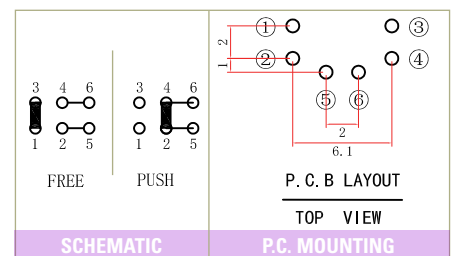 3 4 6
1 2 5
FREE
3 4 6
1 2 5
PUSH
SCHEMATIC
① ③
② ④
⑤ ⑥
2
1
2
6.1
P.C.B LAYOUT
TOP VIEW
P.C. MOUNTING